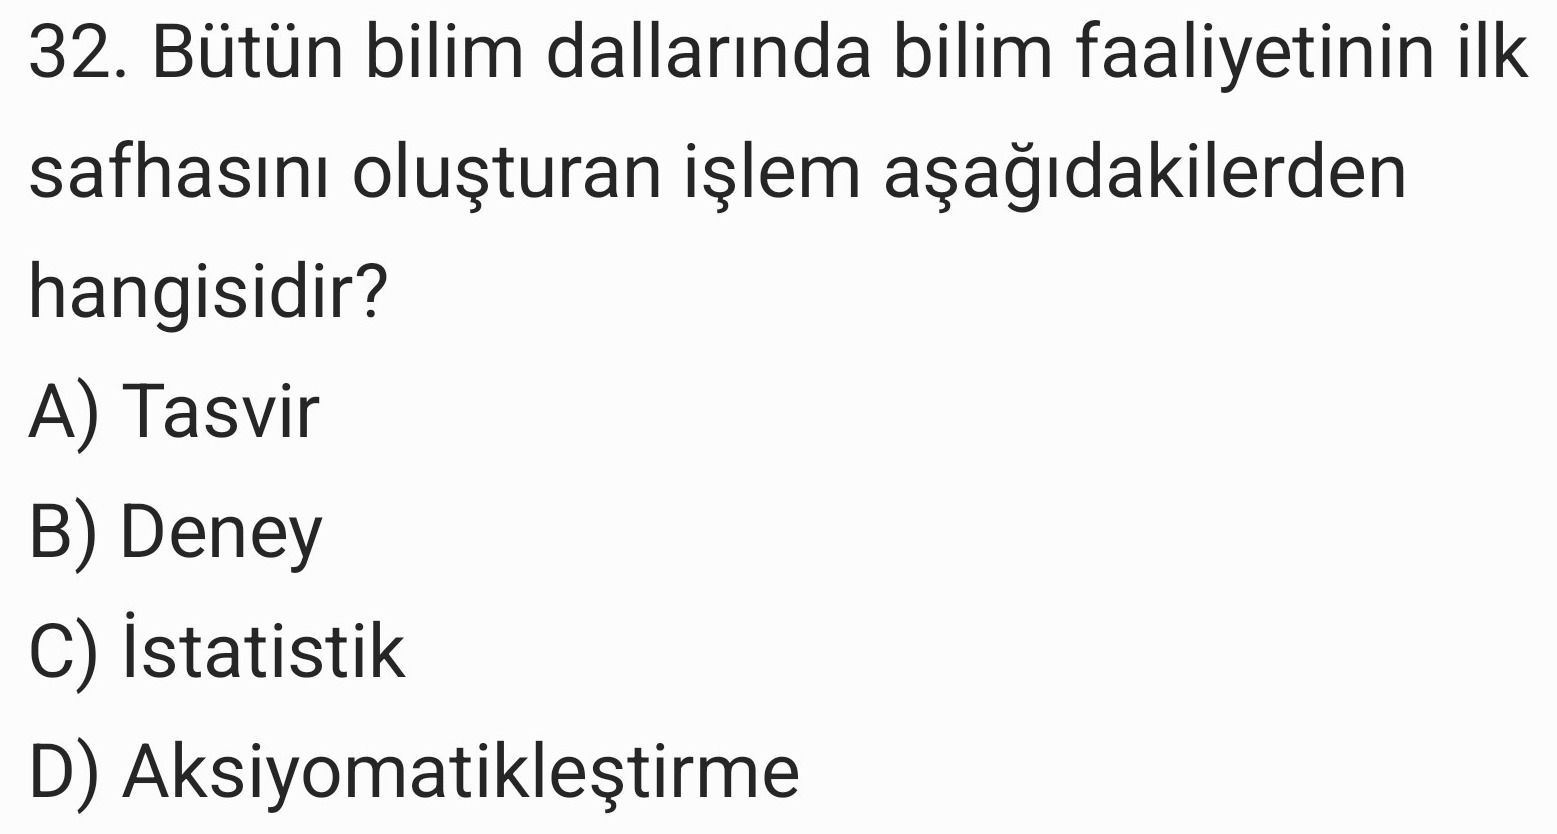 32. Bütün bilim dallarında bilim faaliyetinin ilk
safhasını oluşturan işlem aşağıdakilerden
hangisidir?
A) Tasvir
B) Deney
C) İstatistik
D) Aksiyomatikleştirme